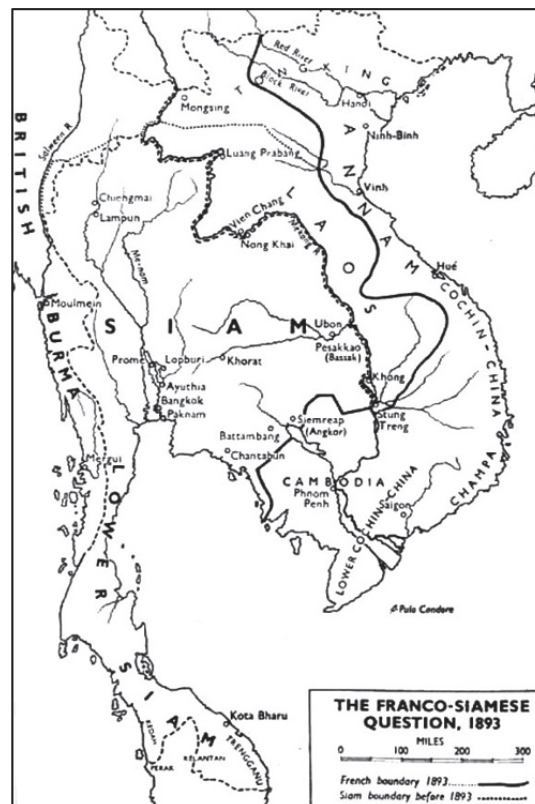 Red River
KING
Black River
TON
Hanoi
Mongsing
Ninh-Binh
Salween R.
BRITISH
Luang Prabang
ANNAM
Vinh
Chiengmai
Lampun
LAOS
Vien Chang
Nong Khai
Mekong R.
Menam
Hué
COCHIN-CHINA
Moulmein
BURMA
SIAM
Ubon
Pesakkao
(Bassak)
Prome
Lopburi
Khorat
Ayuthia
Khong
Bangkok
Paknam
Stung
Treng
Siemreap
(Angkor)
Battambang
Chantabun
Mergui
CAMBODIA
Phnom
Penh
Saigon
CHAMPA
LOWER COCHIN-CHINA
LOWER
SIAM
Pulo Condore
Kota Bharu
KEDAH
PERAK
KELANTAN
TRENGGANU
THE FRANCO-SIAMESE
QUESTION, 1893
MILES
0 100 200 300
French boundary 1893
Siam boundary before 1893